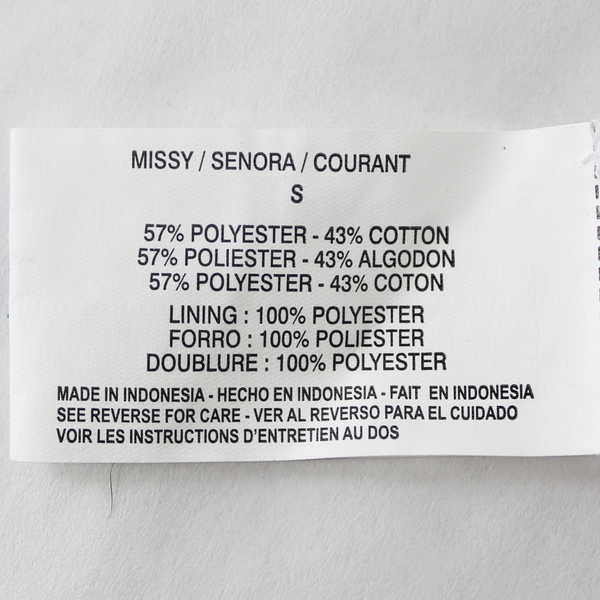 MISSY / SENORA / COURANT
S
57% POLYESTER - 43% COTTON
57% POLIESTER - 43% ALGODON
57% POLYESTER - 43% COTON
LINING : 100% POLYESTER
FORRO : 100% POLIESTER
DOUBLURE : 100% POLYESTER
MADE IN INDONESIA - HECHO EN INDONESIA - FAIT EN INDONESIA
SEE REVERSE FOR CARE - VER AL REVERSO PARA EL CUIDADO
VOIR LES INSTRUCTIONS D'ENTRETIEN AU DOS